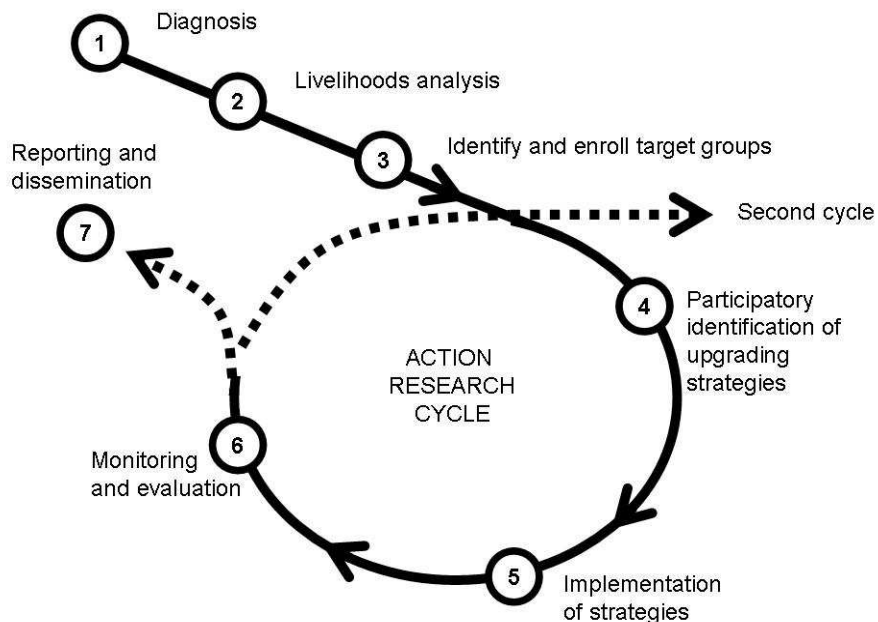 1
Diagnosis
2
Livelihoods analysis
3
Identify and enroll target groups
Reporting and
dissemination
7
Second cycle
4
Participatory
identification of
upgrading
strategies
ACTION
RESEARCH
CYCLE
6
Monitoring
and evaluation
5
Implementation
of strategies